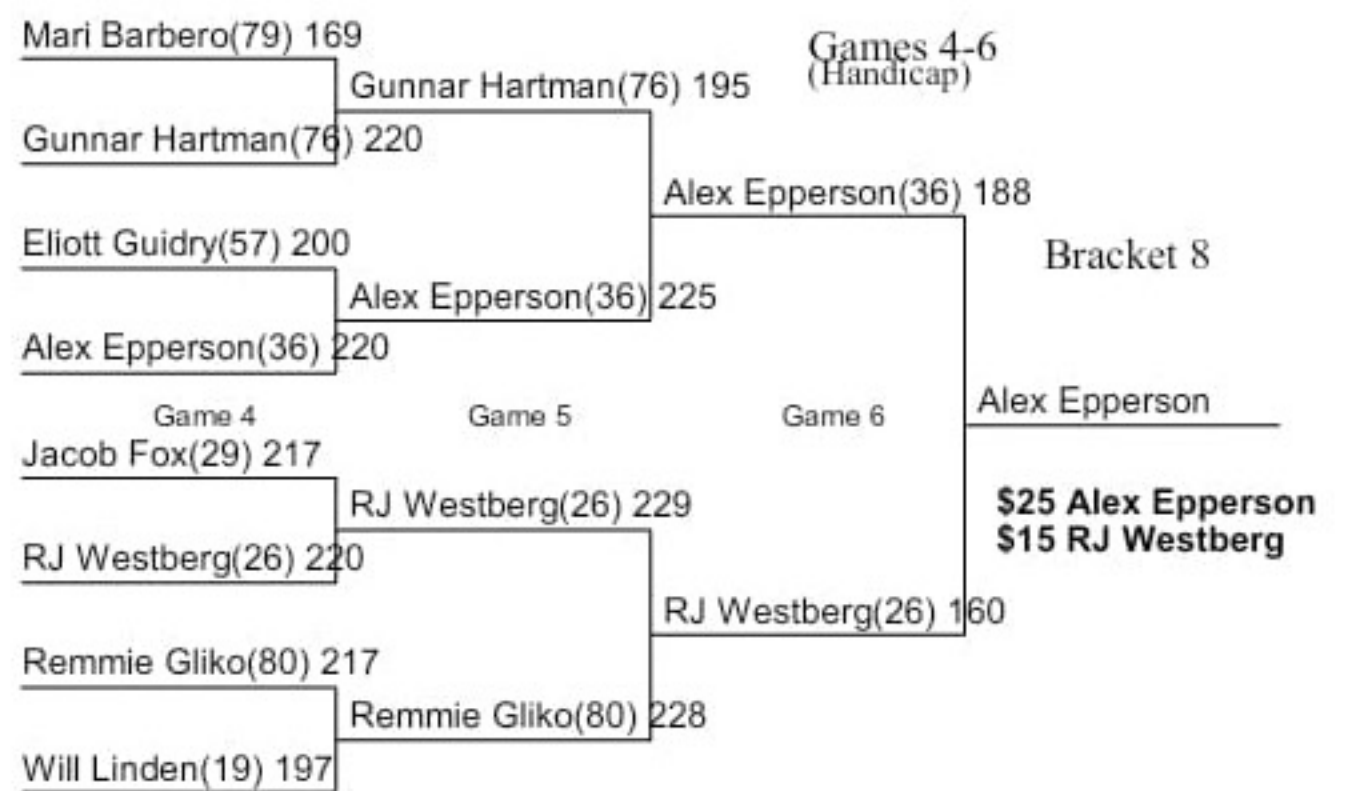 Mari Barbero(79) 169
Games 4-6
(Handicap)
Gunnar Hartman(76) 195
Gunnar Hartman(76) 220
Alex Epperson(36) 188
Eliott Guidry(57) 200
Bracket 8
Alex Epperson(36) 225
Alex Epperson(36) 220
Alex Epperson
Game 4
Game 5
Game 6
Jacob Fox(29) 217
RJ Westberg(26) 229
$25 Alex Epperson
$15 RJ Westberg
RJ Westberg(26) 220
RJ Westberg(26) 160
Remmie Gliko(80) 217
Remmie Gliko(80) 228
Will Linden(19) 197